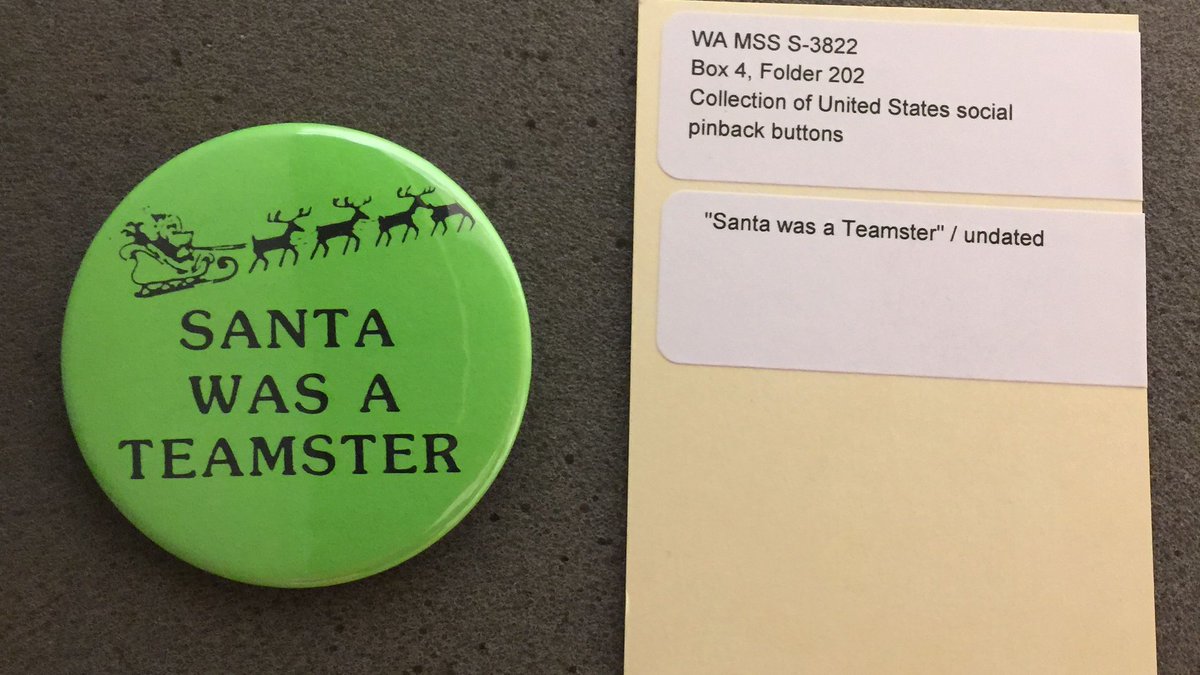 SANTA
WAS A
TEAMSTER
WA MSS S-3822
Box 4, Folder 202
Collection of United States social
pinback buttons
"Santa was a Teamster" / undated